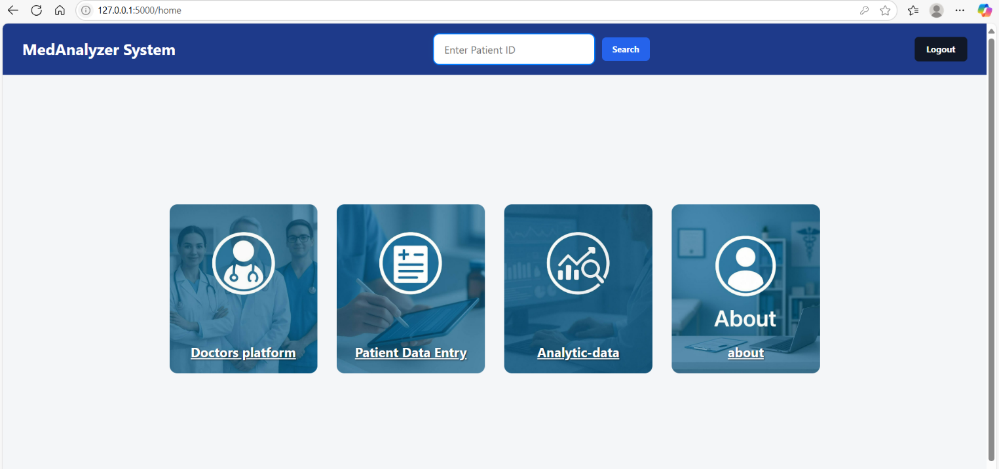 127.0.0.1:5000/home
MedAnalyzer System
Enter Patient ID
Search
Logout
About
Doctors platform
Patient Data Entry
Analytic-data
about